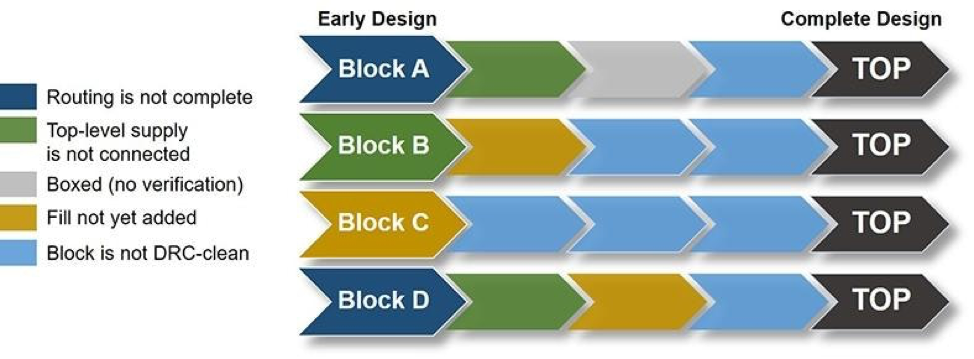 Early Design
Complete Design
Block A
TOP
Routing is not complete
Top-level supply
is not connected
Block B
TOP
Boxed (no verification)
Fill not yet added
Block C
TOP
Block is not DRC-clean
Block D
TOP